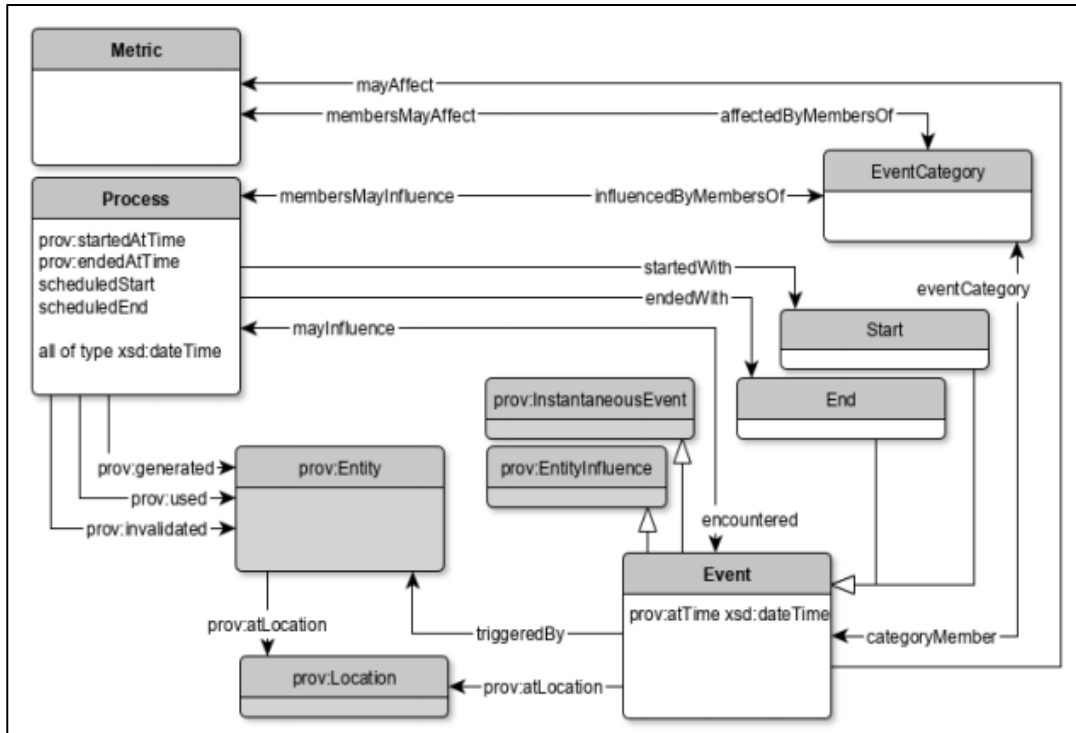 Metric
mayAffect
membersMayAffect
affectedByMembersOf
EventCategory
Process
membersMayInfluence
influencedByMembersOf
prov:startedAtTime
prov:endedAtTime
scheduledStart
scheduledEnd
all of type xsd:dateTime
startedWith
endedWith
eventCategory
mayInfluence
Start
End
prov:InstantaneousEvent
prov:EntityInfluence
prov:generated
prov:used
prov:invalidated
prov:Entity
encountered
Event
prov:atTime xsd:dateTime
prov:atLocation
triggeredBy
categoryMember
prov:Location
prov:atLocation